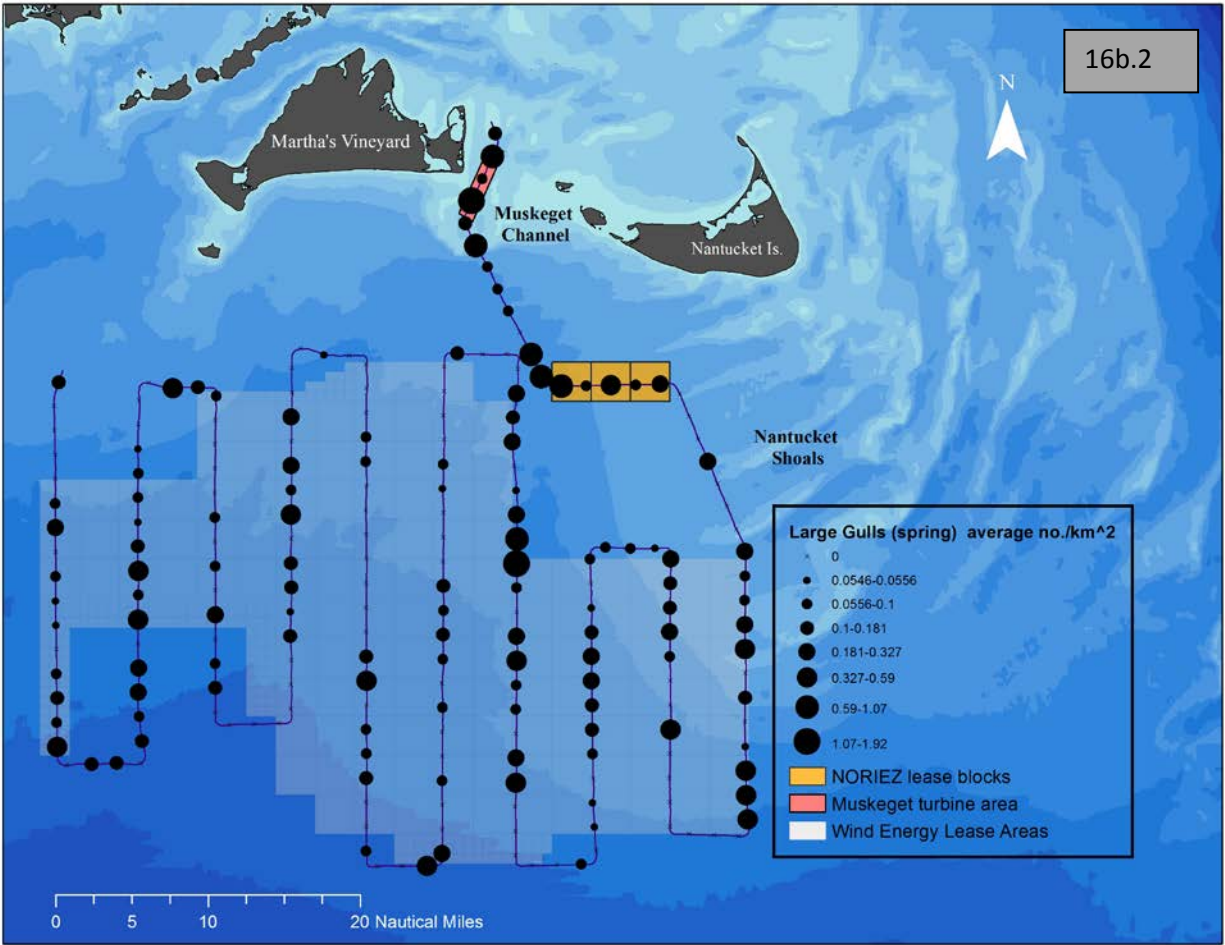 16b.2
N
Martha's Vineyard
Muskeget
Channel
Nantucket Is.
Nantucket
Shoals
Large Gulls (spring) average no./km^2
0
0.0546-0.0556
0.0556-0.1
0.1-0.181
0.181-0.327
0.327-0.59
0.59-1.07
1.07-1.92
NORIEZ lease blocks
Muskeget turbine area
Wind Energy Lease Areas
0 5 10 20 Nautical Miles